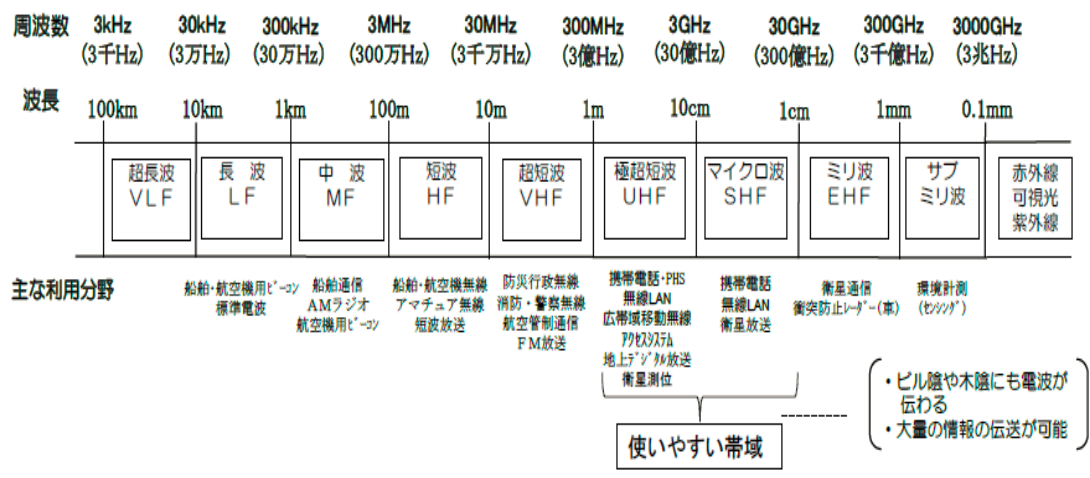 周波数 3kHz 30kHz 300kHz 3MHz 30MHz 300MHz 3GHz 30GHz 300GHz 3000GHz
(3千Hz) (3万Hz) (30万Hz) (300万Hz) (3千万Hz) (3億Hz) (30億Hz) (300億Hz) (3千億Hz) (3兆Hz)
波長 100km 10km 1km 100m 10m 1m 10cm 1cm 1mm 0.1mm
超長波
VLF
長 波
LF
中 波
MF
短波
HF
超短波
VHF
極超短波
UHF
マイクロ波
SHF
ミリ波
EHF
サブ
ミリ波
赤外線
可視光
紫外線
主な利用分野
船舶・航空機用ビーコン
標準電波
船舶通信
AMラジオ
航空機用ビーコン
船舶・航空機無線
アマチュア無線
短波放送
防災行政無線
消防・警察無線
航空管制通信
FM放送
携帯電話・PHS
無線LAN
広帯域移動無線
アクセスシステム
地上デジタル放送
衛星測位
携帯電話
無線LAN
衛星放送
衛星通信
衝突防止レーダー(車)
環境計測
(センシング)
使いやすい帯域
・ビル陰や木陰にも電波が
伝わる
・大量の情報の伝送が可能